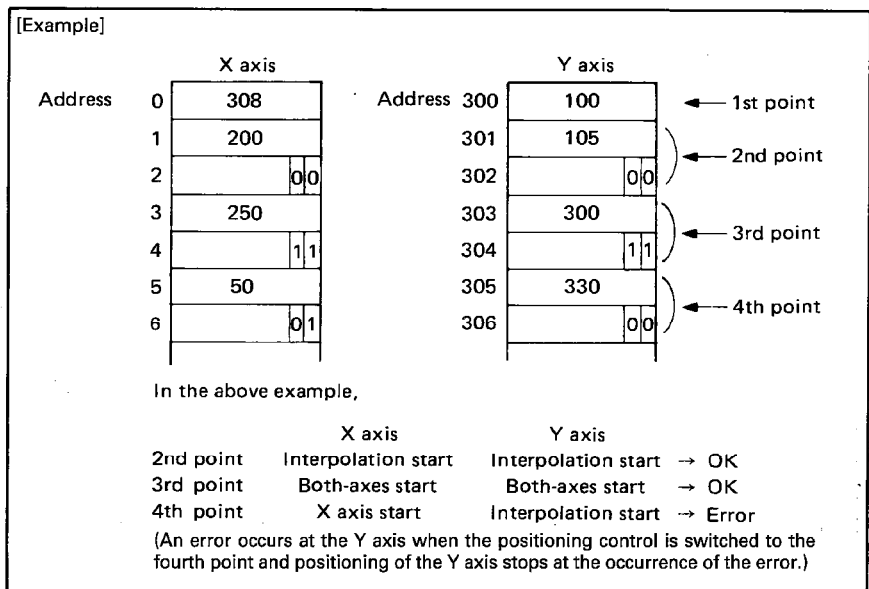 [Example]
X axis Y axis
Address 0 308 Address 300 100 ← 1st point
1 200 301 105
← 2nd point
2 0 0 302 0 0
3 250 303 300
← 3rd point
4 1 1 304 1 1
5 50 305 330
← 4th point
6 0 1 306 0 0
In the above example,
X axis Y axis
2nd point Interpolation start Interpolation start → OK
3rd point Both-axes start Both-axes start → OK
4th point X axis start Interpolation start → Error
(An error occurs at the Y axis when the positioning control is switched to the
fourth point and positioning of the Y axis stops at the occurrence of the error.)